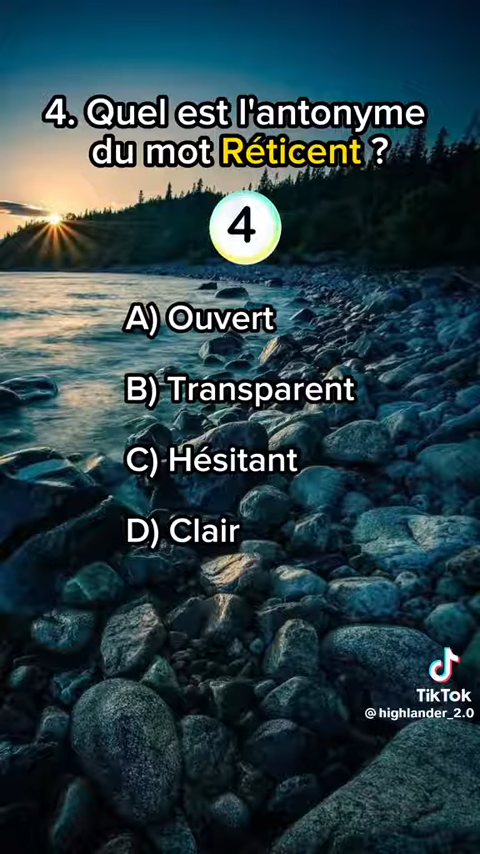 4. Quel est l'antonyme
du mot Réticent ?
4
A) Ouvert
B) Transparent
C) Hésitant
D) Clair
TikTok
@highlander_2.0